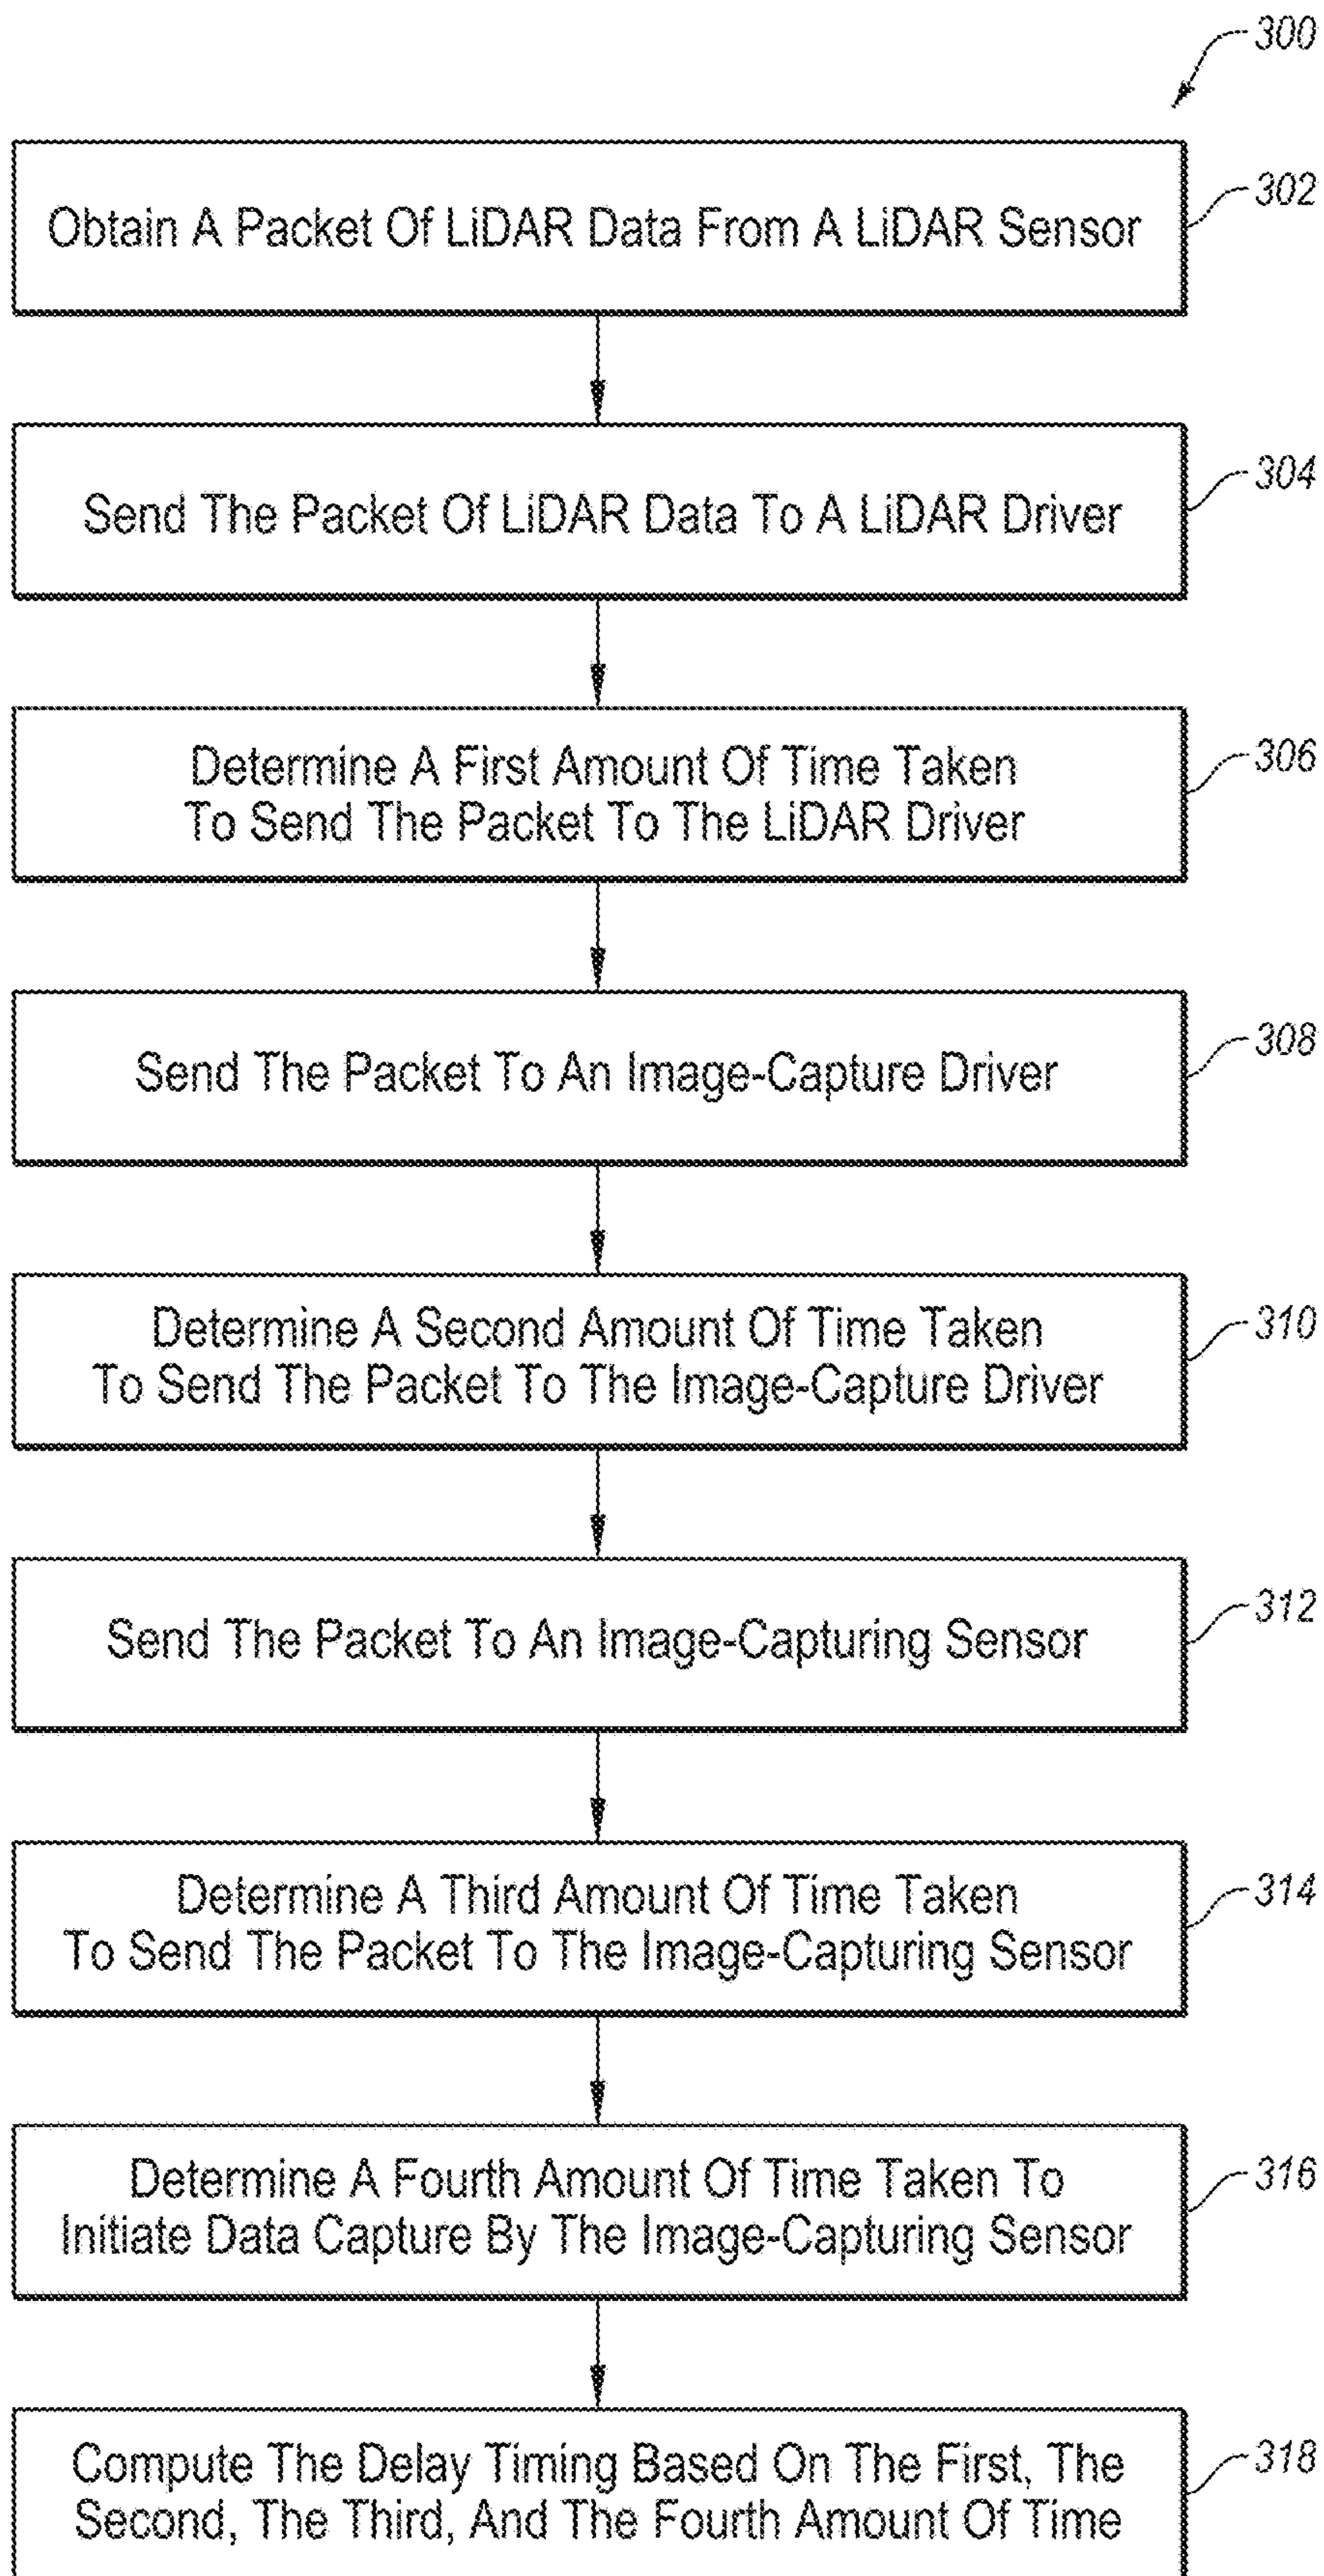 300
302
Obtain A Packet Of LiDAR Data From A LiDAR Sensor
304
Send The Packet Of LiDAR Data To A LiDAR Driver
306
Determine A First Amount Of Time Taken
To Send The Packet To The LiDAR Driver
308
Send The Packet To An Image-Capture Driver
310
Determine A Second Amount Of Time Taken
To Send The Packet To The Image-Capture Driver
312
Send The Packet To An Image-Capturing Sensor
314
Determine A Third Amount Of Time Taken
To Send The Packet To The Image-Capturing Sensor
316
Determine A Fourth Amount Of Time Taken To
Initiate Data Capture By The Image-Capturing Sensor
318
Compute The Delay Timing Based On The First, The
Second, The Third, And The Fourth Amount Of Time